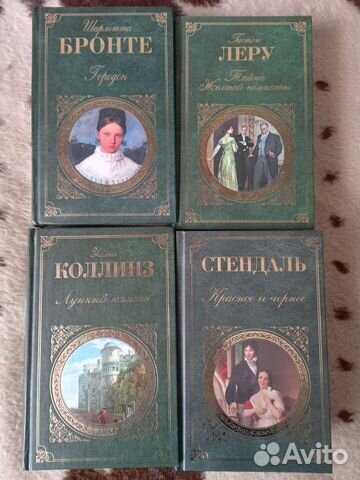 Шарлотта
БРОНТЕ
Городок
Гастон
ЛЕРУ
Тайна
Желтой комнаты
Уилки
КОЛЛИНЗ
Лунный камень
СТЕНДАЛЬ
Красное и черное
Avito